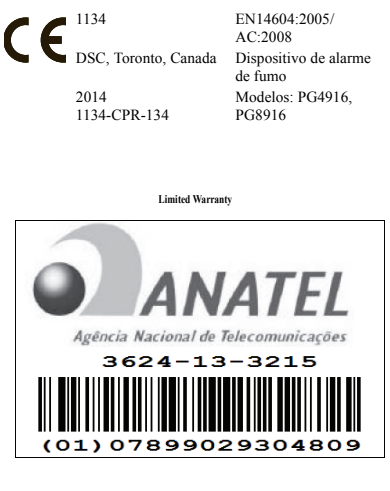 CE
1134
EN14604:2005/
AC:2008
DSC, Toronto, Canada
Dispositivo de alarme
de fumo
2014
1134-CPR-134
Modelos: PG4916,
PG8916
Limited Warranty
ANATEL
Agência Nacional de Telecomunicações
3624-13-3215
(01)07899029304809